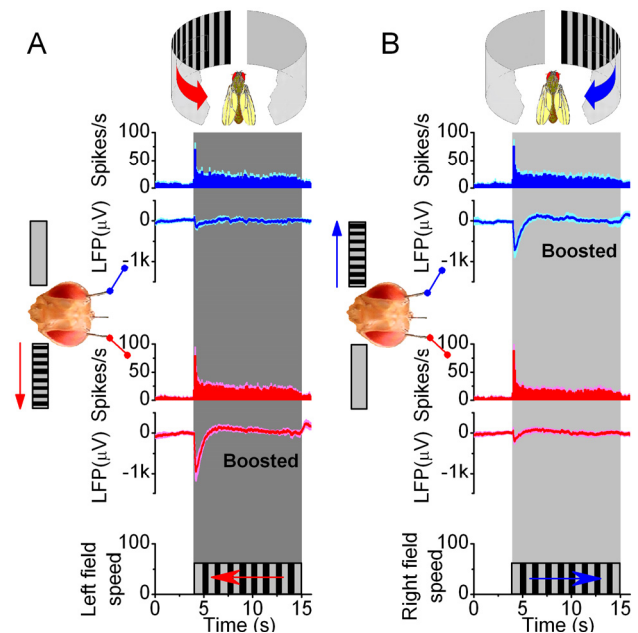 A
B
100
Spikes/s
50
0
LFP(μV)
0
-1k
100
Spikes/s
50
0
LFP(μV)
0
-1k
Boosted
100
Left field
speed
50
0
0 5 10 15
Time (s)
100
Spikes/s
50
0
LFP(μV)
0
-1k
Boosted
100
Spikes/s
50
0
LFP(μV)
0
-1k
100
Right field
speed
50
0
0 5 10 15
Time (s)